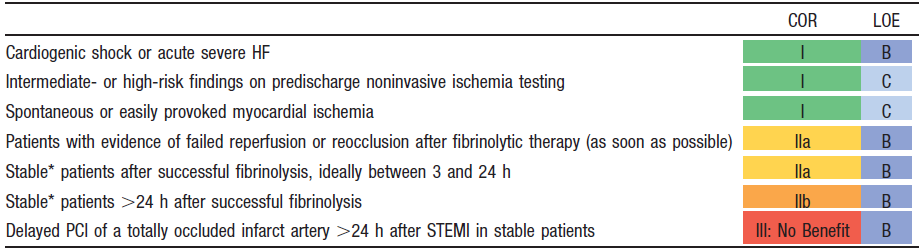 COR LOE
Cardiogenic shock or acute severe HF I B
Intermediate- or high-risk findings on predischarge noninvasive ischemia testing I C
Spontaneous or easily provoked myocardial ischemia I C
Patients with evidence of failed reperfusion or reocclusion after fibrinolytic therapy (as soon as possible) IIa B
Stable* patients after successful fibrinolysis, ideally between 3 and 24 h IIa B
Stable* patients >24 h after successful fibrinolysis IIb B
Delayed PCI of a totally occluded infarct artery >24 h after STEMI in stable patients III: No Benefit B